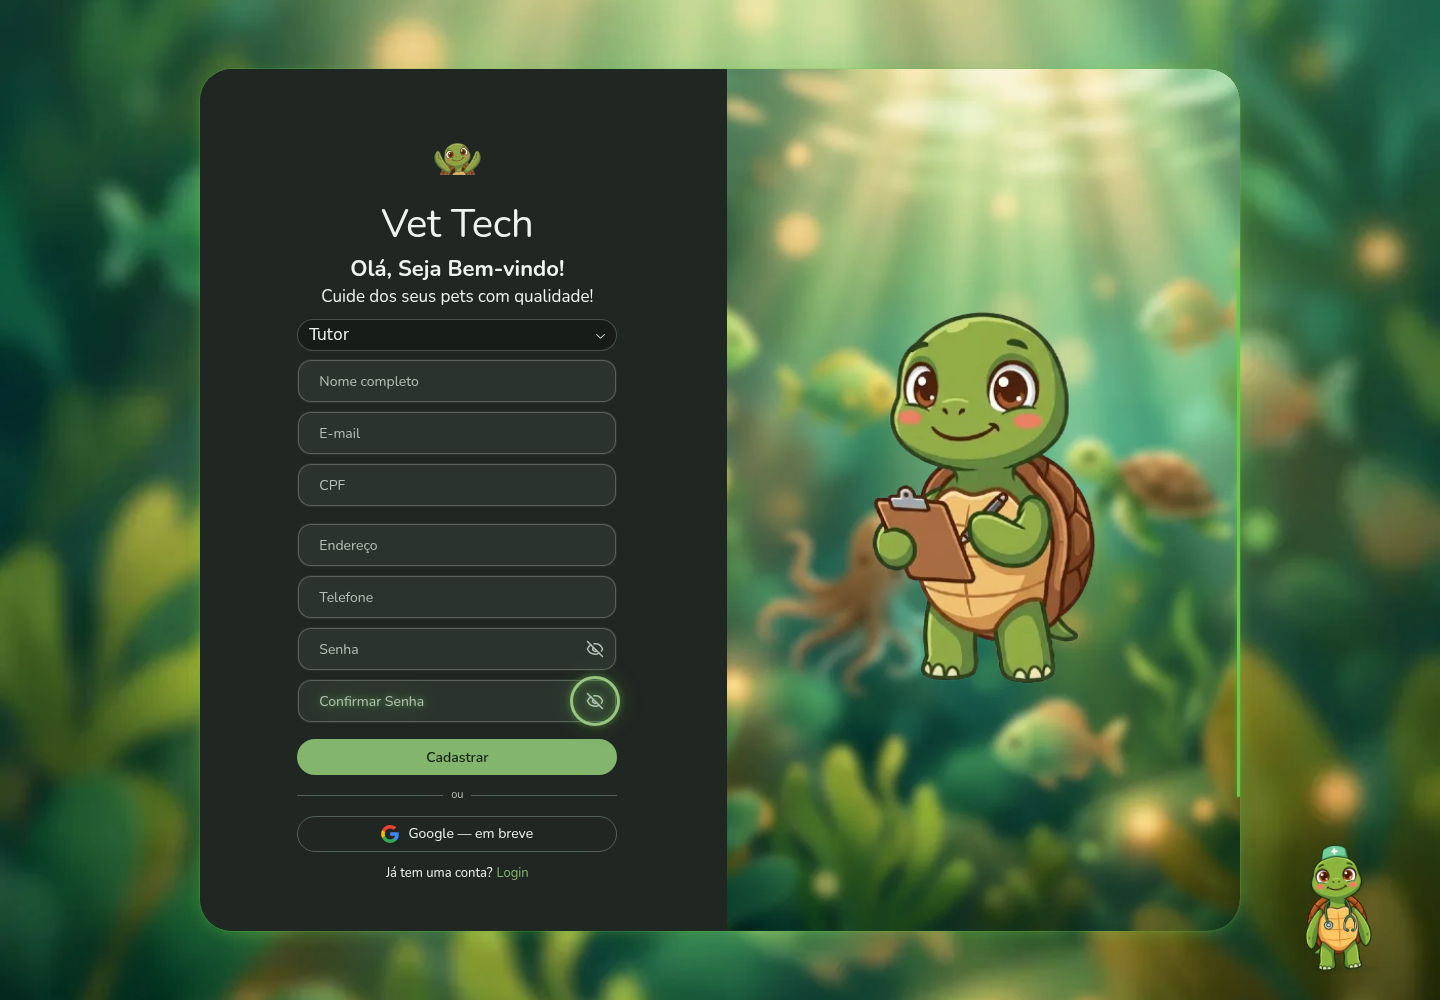 Vet Tech
Olá, Seja Bem-vindo!
Cuide dos seus pets com qualidade!
Tutor
Nome completo
E-mail
CPF
Endereço
Telefone
Senha
Confirmar Senha
Cadastrar
ou
Google — em breve
Já tem uma conta? Login